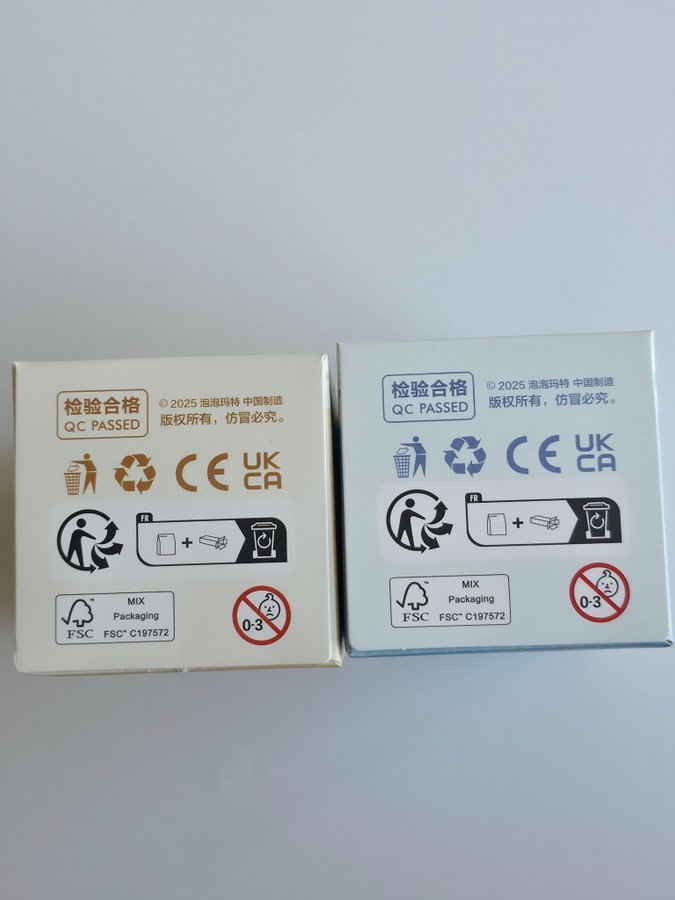 检验合格
QC PASSED
© 2025 泡泡玛特 中国制造
版权所有，仿冒必究。
CE
UK
CA
FR
+
FSC™
MIX
Packaging
FSC™ C197572
0-3
检验合格
QC PASSED
© 2025 泡泡玛特 中国制造
版权所有，仿冒必究。
CE
UK
CA
FR
+
FSC™
MIX
Packaging
FSC™ C197572
0-3